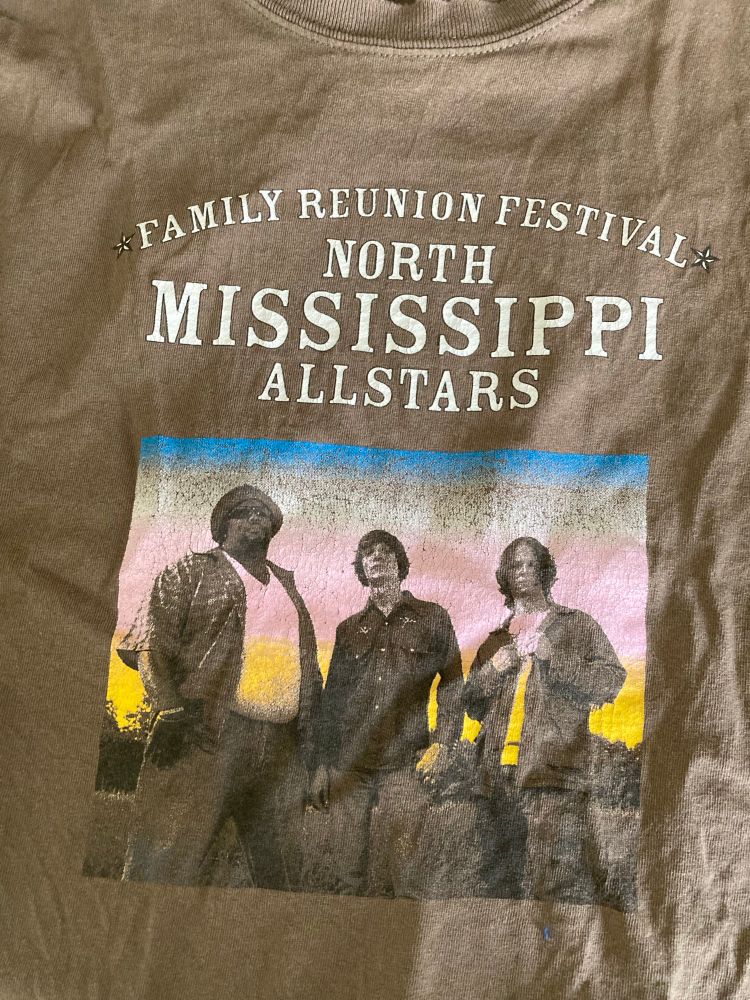 FAMILY REUNION FESTIVAL
NORTH
MISSISSIPPI
ALLSTARS